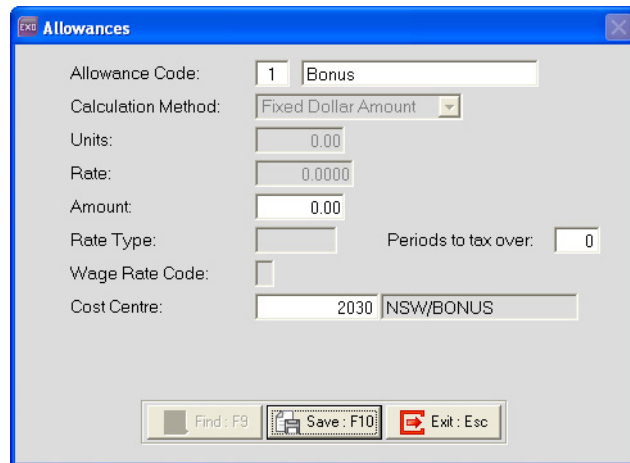 EXO Allowances
Allowance Code: 1 Bonus
Calculation Method: Fixed Dollar Amount
Units: 0.00
Rate: 0.0000
Amount: 0.00
Rate Type: Periods to tax over: 0
Wage Rate Code:
Cost Centre: 2030 NSW/BONUS
Find : F9 Save : F10 Exit : Esc